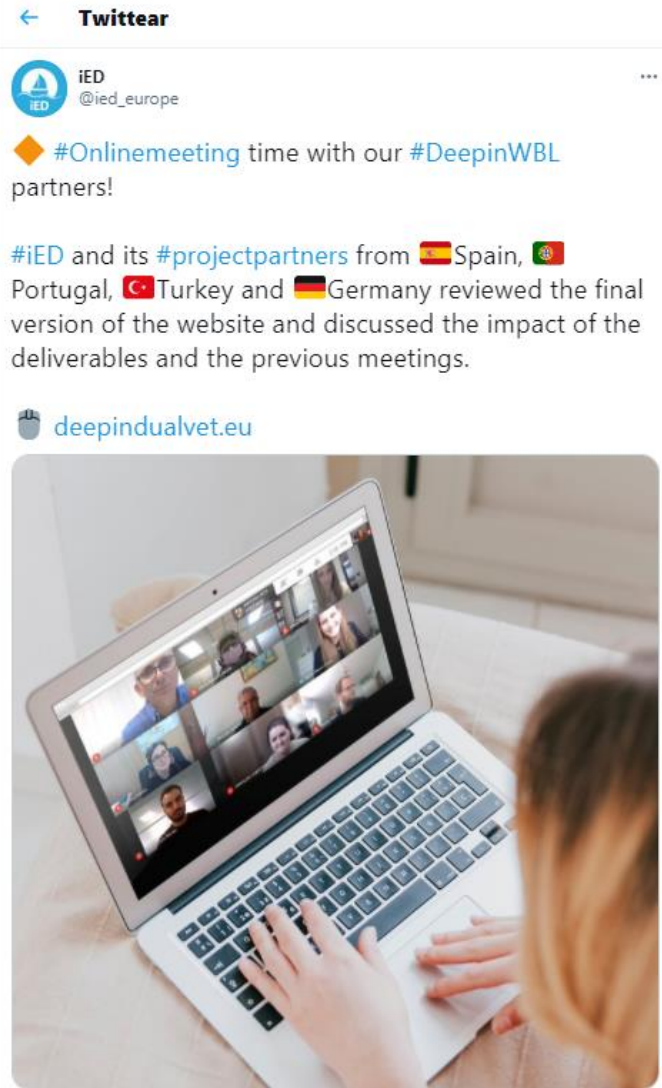 ← Twittear
iED
@ied_europe
...
🔶 #Onlinemeeting time with our #DeepinWBL
partners!
#iED and its #projectpartners from 🇪🇸Spain, 🇵🇹
Portugal, 🇹🇷Turkey and 🇩🇪Germany reviewed the final
version of the website and discussed the impact of the
deliverables and the previous meetings.
🖱️ deepindualvet.eu
iED